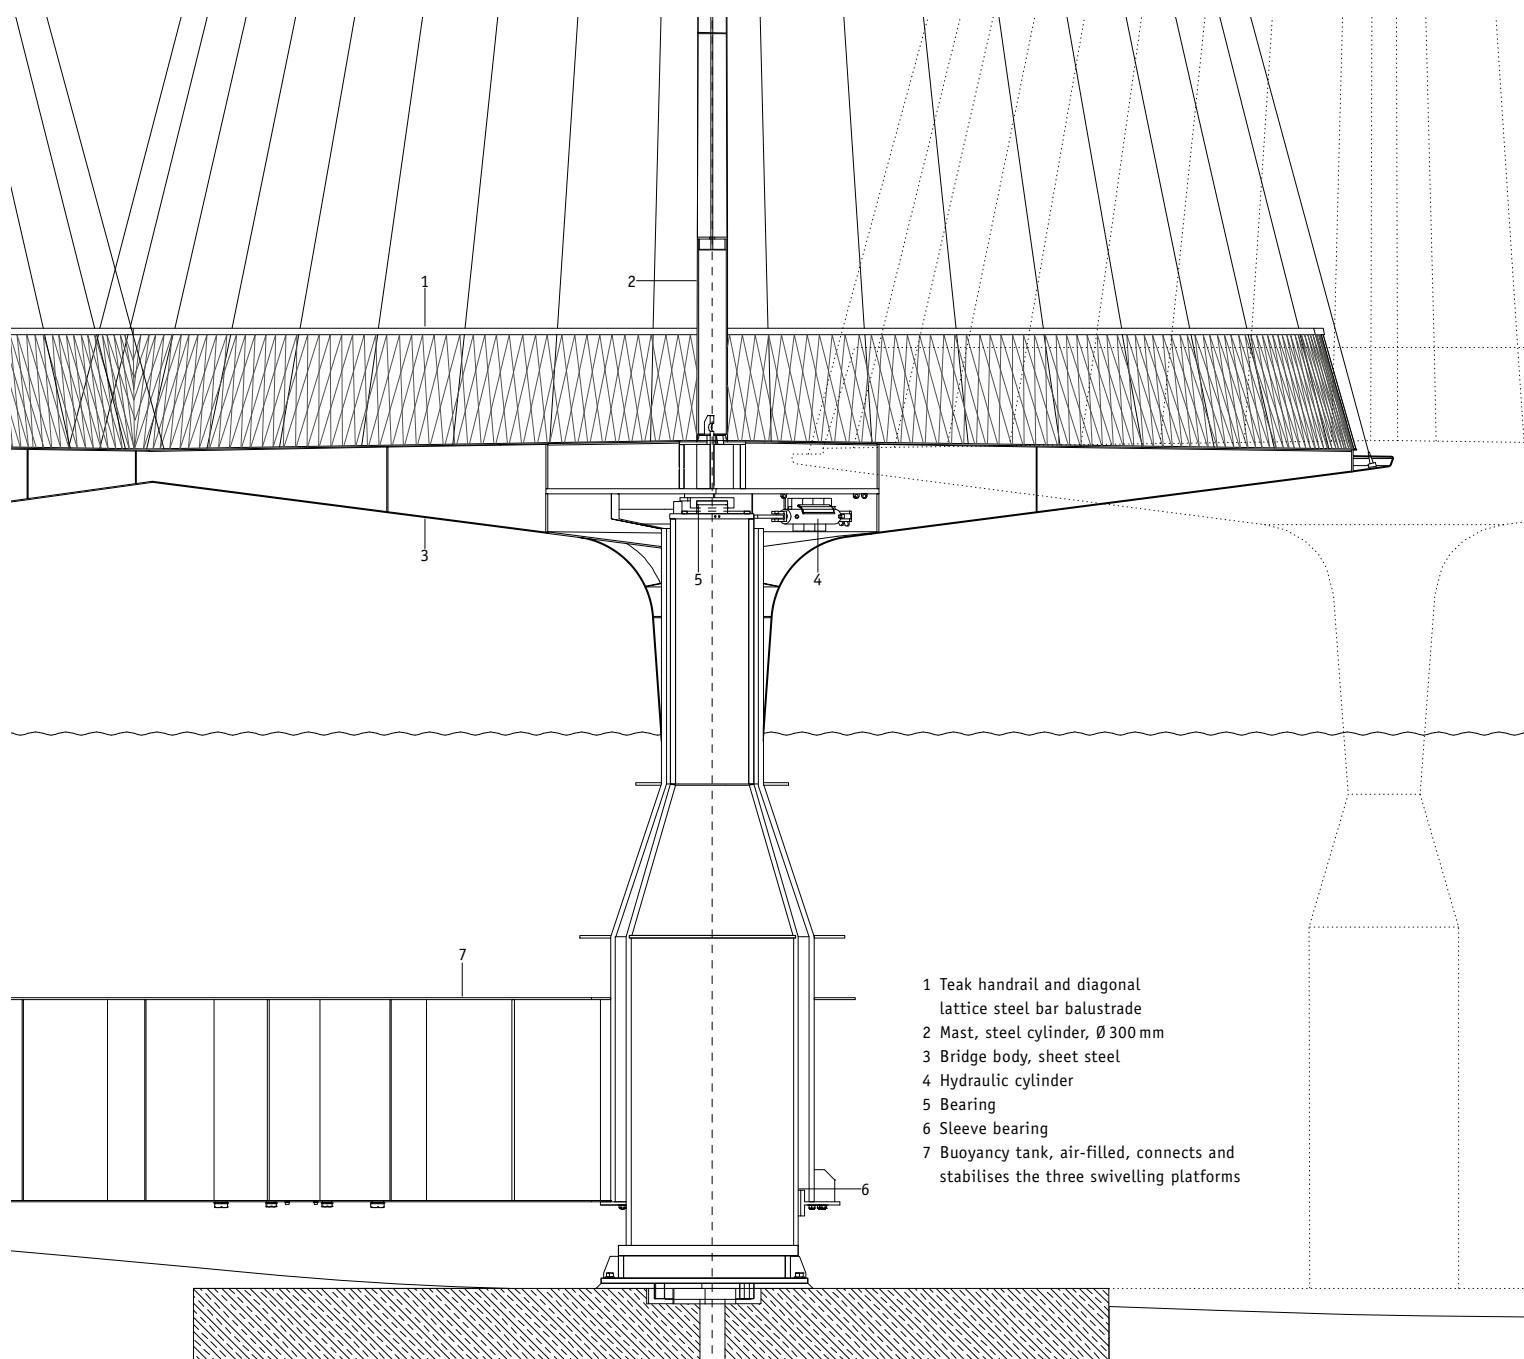 1
2
3
5
4
7
6
1 Teak handrail and diagonal
lattice steel bar balustrade
2 Mast, steel cylinder, Ø 300 mm
3 Bridge body, sheet steel
4 Hydraulic cylinder
5 Bearing
6 Sleeve bearing
7 Buoyancy tank, air-filled, connects and
stabilises the three swivelling platforms